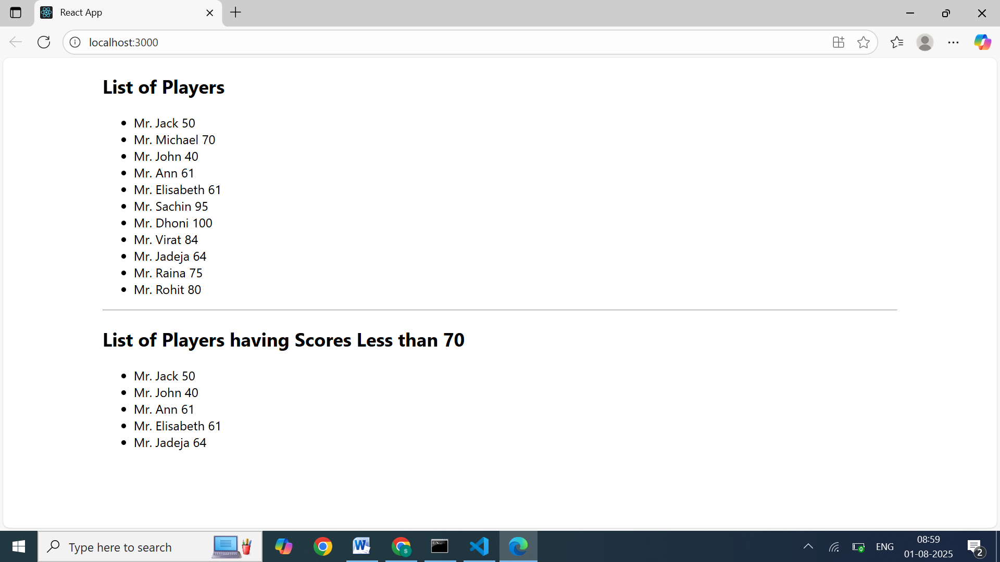 React App
localhost:3000
List of Players
Mr. Jack 50
Mr. Michael 70
Mr. John 40
Mr. Ann 61
Mr. Elisabeth 61
Mr. Sachin 95
Mr. Dhoni 100
Mr. Virat 84
Mr. Jadeja 64
Mr. Raina 75
Mr. Rohit 80
List of Players having Scores Less than 70
Mr. Jack 50
Mr. John 40
Mr. Ann 61
Mr. Elisabeth 61
Mr. Jadeja 64
Type here to search
ENG
08:59
01-08-2025
2